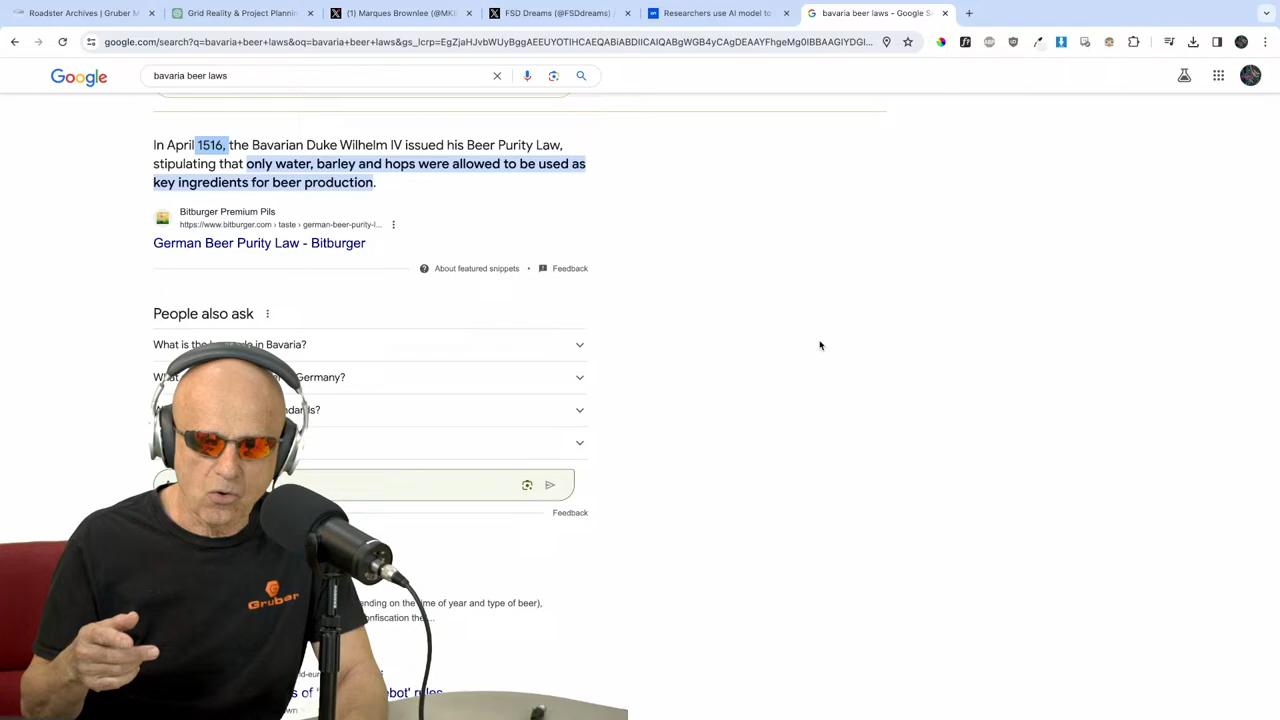 Roadster Archives | Gruber M
Grid Reality & Project Plannin
(1) Marques Brownlee (@MKB
FSD Dreams (@FSDdreams) /
Researchers use AI model to
bavaria beer laws - Google Se
google.com/search?q=bavaria+beer+laws&oq=bavaria+beer+laws&gs_lcrp=
Google
bavaria beer laws
In April 1516, the Bavarian Duke Wilhelm IV issued his Beer Purity Law,
stipulating that only water, barley and hops were allowed to be used as
key ingredients for beer production.
Bitburger Premium Pils
https://www.bitburger.com › taste › german-beer-purity-l...
German Beer Purity Law - Bitburger
About featured snippets • Feedback
People also ask
What is the in Bavaria?
Germany?
Feedback
ending on the time of year and type of beer),
onfiscation the...
Gruber
rules